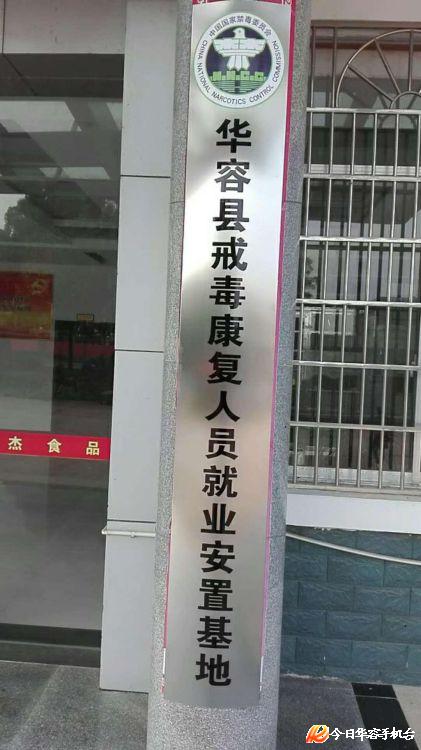 中国国家禁毒委员会
CHINA NATIONAL NARCOTICS CONTROL COMMISSION
N N C C
华容县戒毒康复人员就业安置基地
杰食品
今日华容手机台